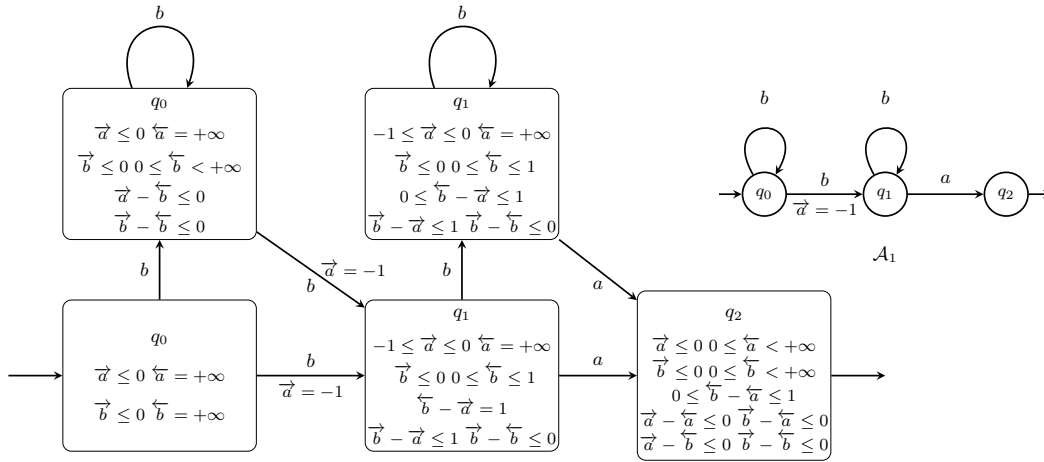 b
q₀
→a ≤ 0 ←a = +∞
→b ≤ 0 0 ≤ ←b < +∞
→a − ←b ≤ 0
→b − ←b ≤ 0
b
q₁
−1 ≤ →a ≤ 0 ←a = +∞
→b ≤ 0 0 ≤ ←b ≤ 1
0 ≤ ←b − →a ≤ 1
→b − →a ≤ 1 →b − ←b ≤ 0
b
b
q₀
b
→a = −1
q₁
a
q₂
𝒜₁
b
→a = −1
b
b
a
q₀
→a ≤ 0 ←a = +∞
→b ≤ 0 ←b = +∞
b
→a = −1
q₁
−1 ≤ →a ≤ 0 ←a = +∞
→b ≤ 0 0 ≤ ←b ≤ 1
←b − →a = 1
→b − →a ≤ 1 →b − ←b ≤ 0
a
q₂
→a ≤ 0 0 ≤ ←a < +∞
→b ≤ 0 0 ≤ ←b < +∞
0 ≤ ←b − ←a ≤ 1
→a − ←a ≤ 0 →b − ←a ≤ 0
→a − ←b ≤ 0 →b − ←b ≤ 0